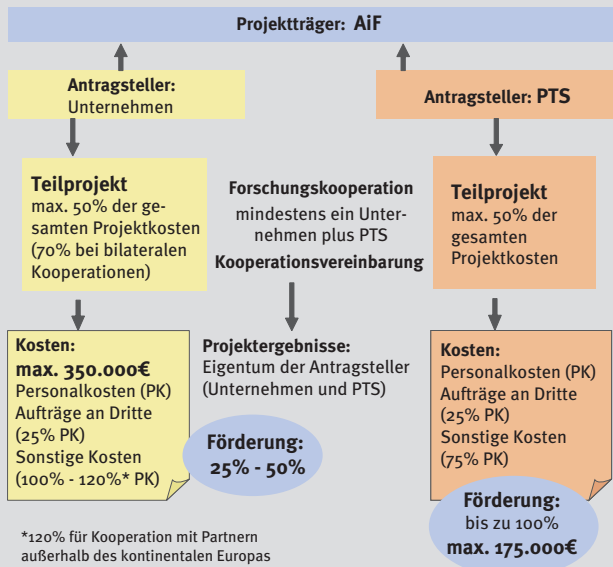 Projektträger: AiF
Antragsteller:
Unternehmen
Antragsteller: PTS
Teilprojekt
max. 50% der ge-
samten Projektkosten
(70% bei bilateralen
Kooperationen)
Forschungskooperation
mindestens ein Unter-
nehmen plus PTS
Kooperationsvereinbarung
Teilprojekt
max. 50% der
gesamten
Projektkosten
Kosten:
max. 350.000€
Personalkosten (PK)
Aufträge an Dritte
(25% PK)
Sonstige Kosten
(100% - 120%* PK)
Projektergebnisse:
Eigentum der Antragsteller
(Unternehmen und PTS)
Förderung:
25% - 50%
Kosten:
Personalkosten (PK)
Aufträge an Dritte
(25% PK)
Sonstige Kosten
(75% PK)
Förderung:
bis zu 100%
max. 175.000€
*120% für Kooperation mit Partnern
außerhalb des kontinentalen Europas